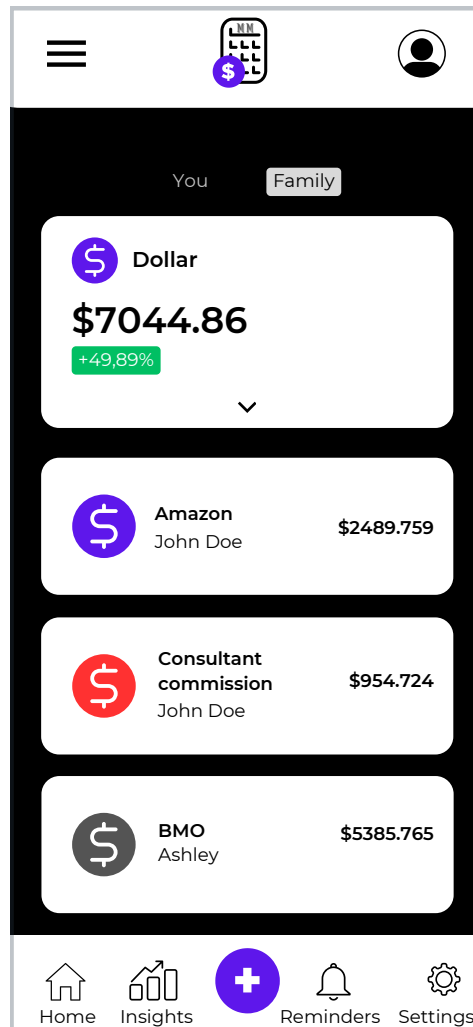 MM
$
You
Family
$
Dollar
$7044.86
+49,89%
$
Amazon
John Doe
$2489.759
$
Consultant
commission
John Doe
$954.724
$
BMO
Ashley
$5385.765
Home
Insights
Reminders
Settings